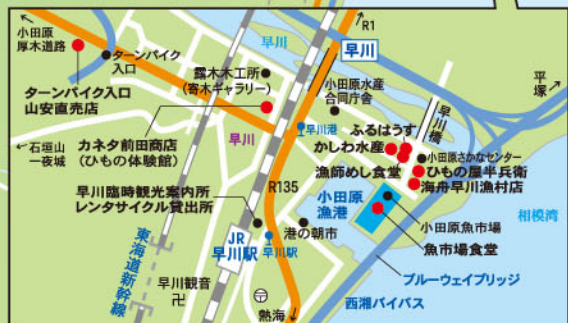 小田原
厚木道路
ターンパイク
入口
ターンパイク入口
山安直売店
石垣山
一夜城
露木木工所
(寄木ギャラリー)
カネタ前田商店
(ひもの体験館)
早川
早川
早川
R1
早川港
小田原水産
合同庁舎
平塚
早川橋
ふるはうす
かしわ水産
漁師めし食堂
小田原さかなセンター
ひもの屋半兵衛
海舟早川漁村店
R135
小田原
漁港
小田原魚市場
魚市場食堂
相模湾
早川臨時観光案内所
レンタサイクル貸出所
JR
早川駅
早川駅
港の朝市
東海道新幹線
早川観音
卍
〒
熱海
ブルーウェイブリッジ
西湘バイパス